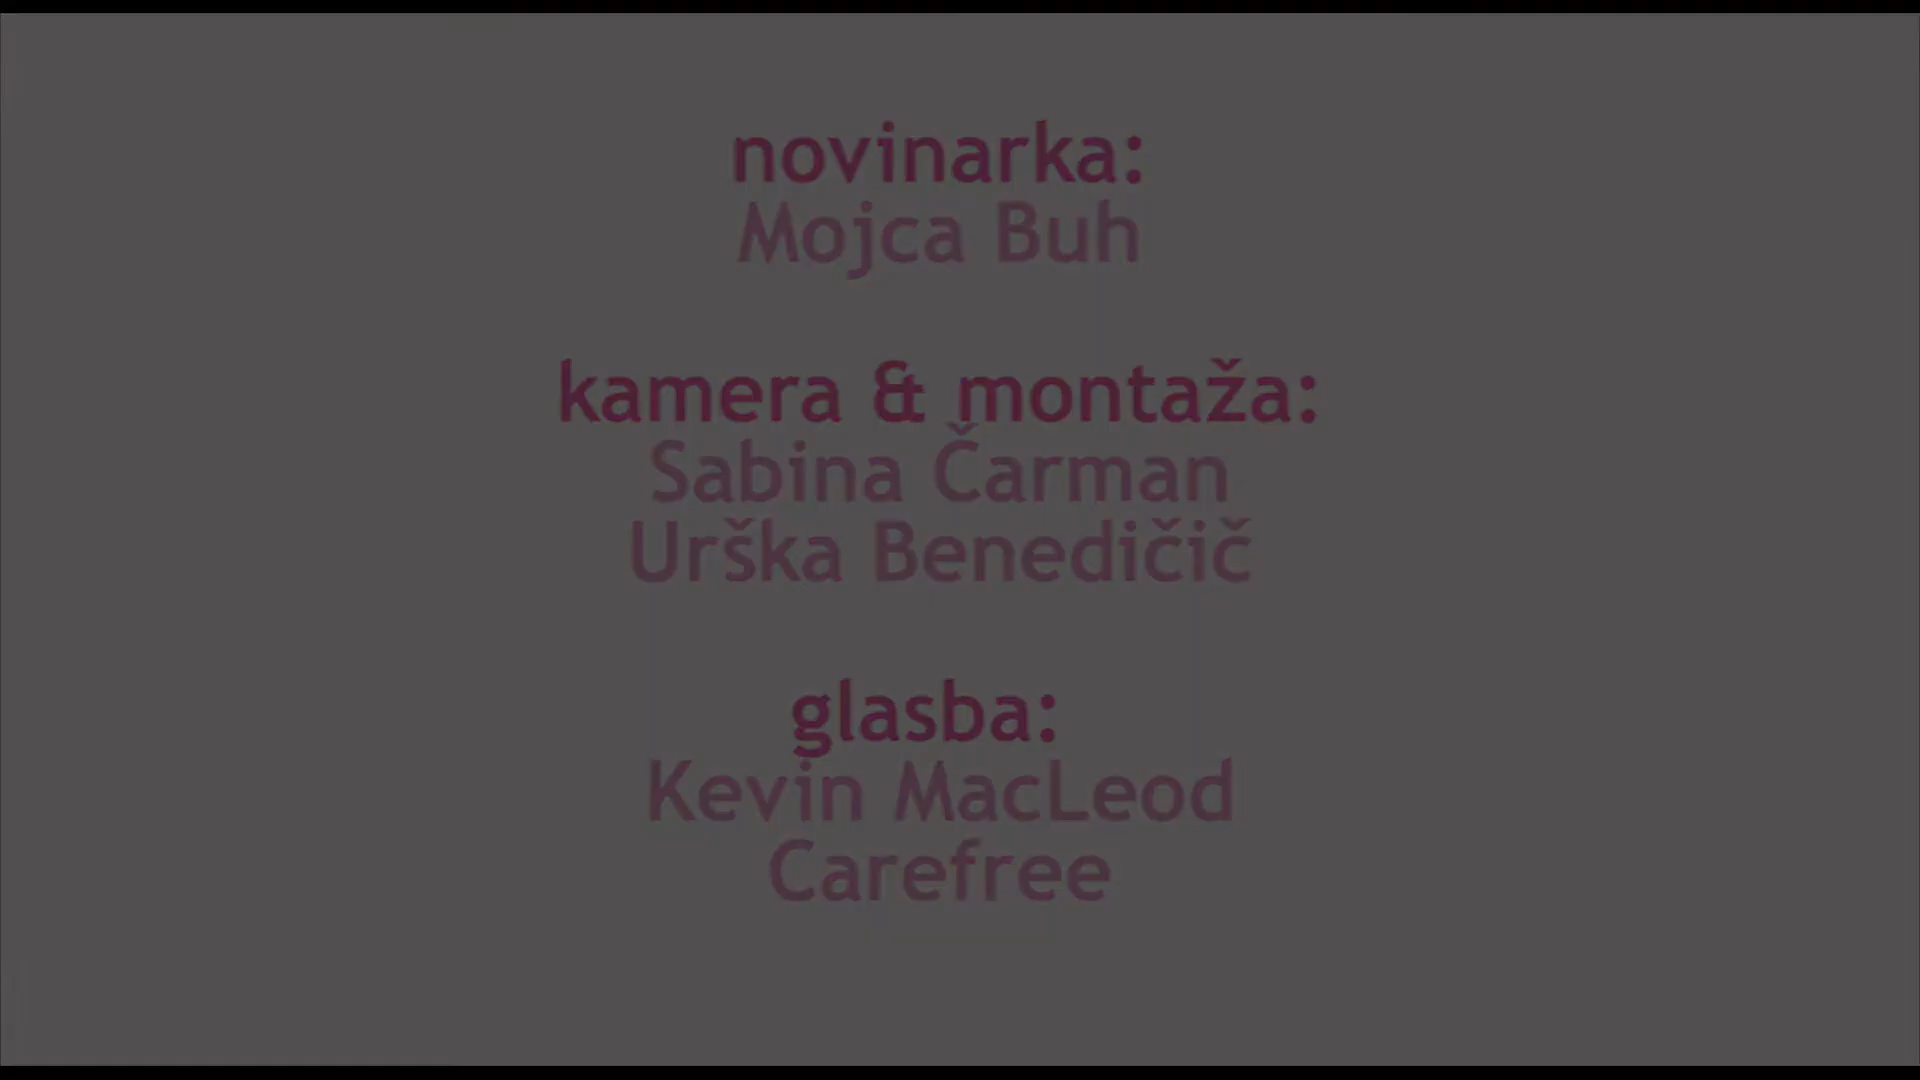 novinarka:
Mojca Buh
kamera & montaža:
Sabina Čarman
Urška Benedičič
glasba:
Kevin MacLeod
Carefree